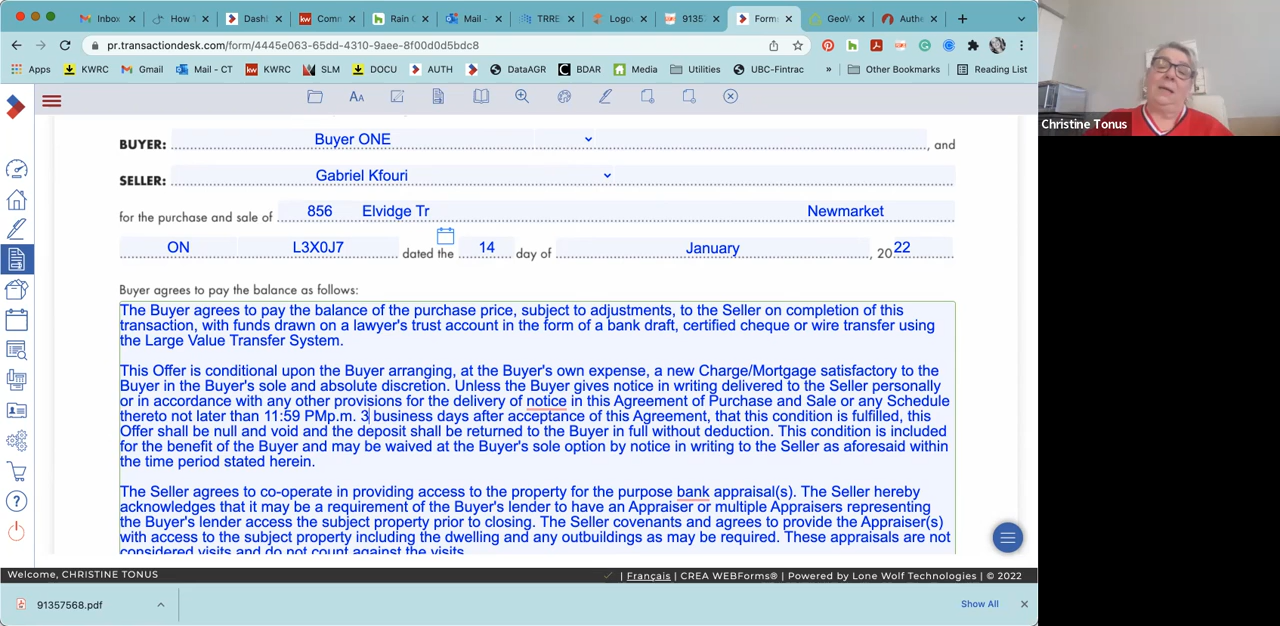 Inbox
How T
Dash
Comm
Rain C
Mail -
TRRE
Logo
9135
Form
GeoW
Authe
pr.transactiondesk.com/form/4445e063-65dd-4310-9aee-8f00d0d5bdc8
Apps
KWRC
Gmail
Mail - CT
KWRC
SLM
DOCU
AUTH
DataAGR
BDAR
Media
Utilities
UBC-Fintrac
»
Other Bookmarks
Reading List
Christine Tonus
BUYER: Buyer ONE , and
SELLER: Gabriel Kfouri
for the purchase and sale of 856 Elvidge Tr Newmarket
ON L3X0J7 dated the 14 day of January , 20 22
Buyer agrees to pay the balance as follows:
The Buyer agrees to pay the balance of the purchase price, subject to adjustments, to the Seller on completion of this
transaction, with funds drawn on a lawyer's trust account in the form of a bank draft, certified cheque or wire transfer using
the Large Value Transfer System.
This Offer is conditional upon the Buyer arranging, at the Buyer's own expense, a new Charge/Mortgage satisfactory to the
Buyer in the Buyer's sole and absolute discretion. Unless the Buyer gives notice in writing delivered to the Seller personally
or in accordance with any other provisions for the delivery of notice in this Agreement of Purchase and Sale or any Schedule
thereto not later than 11:59 PMp.m. 3 business days after acceptance of this Agreement, that this condition is fulfilled, this
Offer shall be null and void and the deposit shall be returned to the Buyer in full without deduction. This condition is included
for the benefit of the Buyer and may be waived at the Buyer's sole option by notice in writing to the Seller as aforesaid within
the time period stated herein.
The Seller agrees to co-operate in providing access to the property for the purpose bank appraisal(s). The Seller hereby
acknowledges that it may be a requirement of the Buyer's lender to have an Appraiser or multiple Appraisers representing
the Buyer's lender access the subject property prior to closing. The Seller covenants and agrees to provide the Appraiser(s)
with access to the subject property including the dwelling and any outbuildings as may be required. These appraisals are not
considered visits and do not count against the visits.
Welcome, CHRISTINE TONUS
| Français | CREA WEBForms® | Powered by Lone Wolf Technologies | © 2022
91357568.pdf
Show All